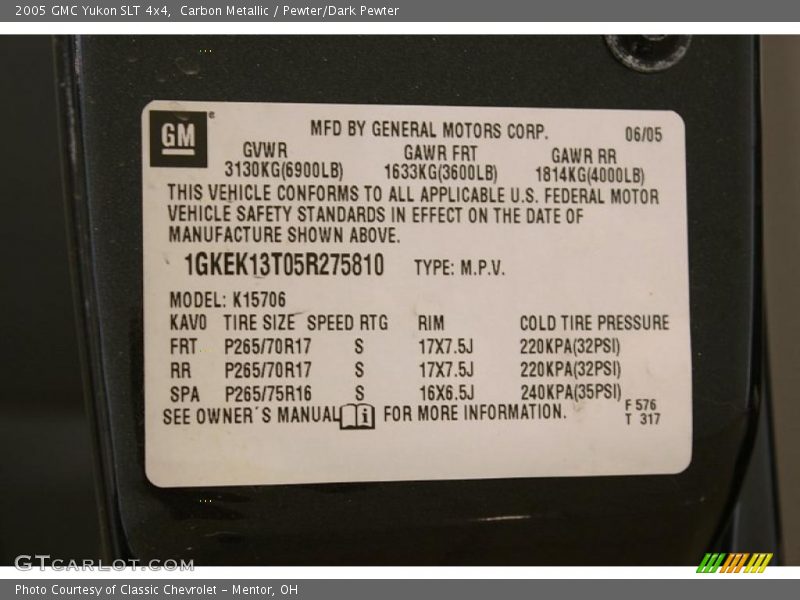 2005 GMC Yukon SLT 4x4, Carbon Metallic / Pewter/Dark Pewter
GM®
MFD BY GENERAL MOTORS CORP. 06/05
GVWR GAWR FRT GAWR RR
3130KG(6900LB) 1633KG(3600LB) 1814KG(4000LB)
THIS VEHICLE CONFORMS TO ALL APPLICABLE U.S. FEDERAL MOTOR
VEHICLE SAFETY STANDARDS IN EFFECT ON THE DATE OF
MANUFACTURE SHOWN ABOVE.
1GKEK13T05R275810 TYPE: M.P.V.
MODEL: K15706
KAV0 TIRE SIZE SPEED RTG RIM COLD TIRE PRESSURE
FRT P265/70R17 S 17X7.5J 220KPA(32PSI)
RR P265/70R17 S 17X7.5J 220KPA(32PSI)
SPA P265/75R16 S 16X6.5J 240KPA(35PSI)
SEE OWNER´S MANUAL i FOR MORE INFORMATION.
F 576
T 317
GTCARLOT.COM
Photo Courtesy of Classic Chevrolet - Mentor, OH